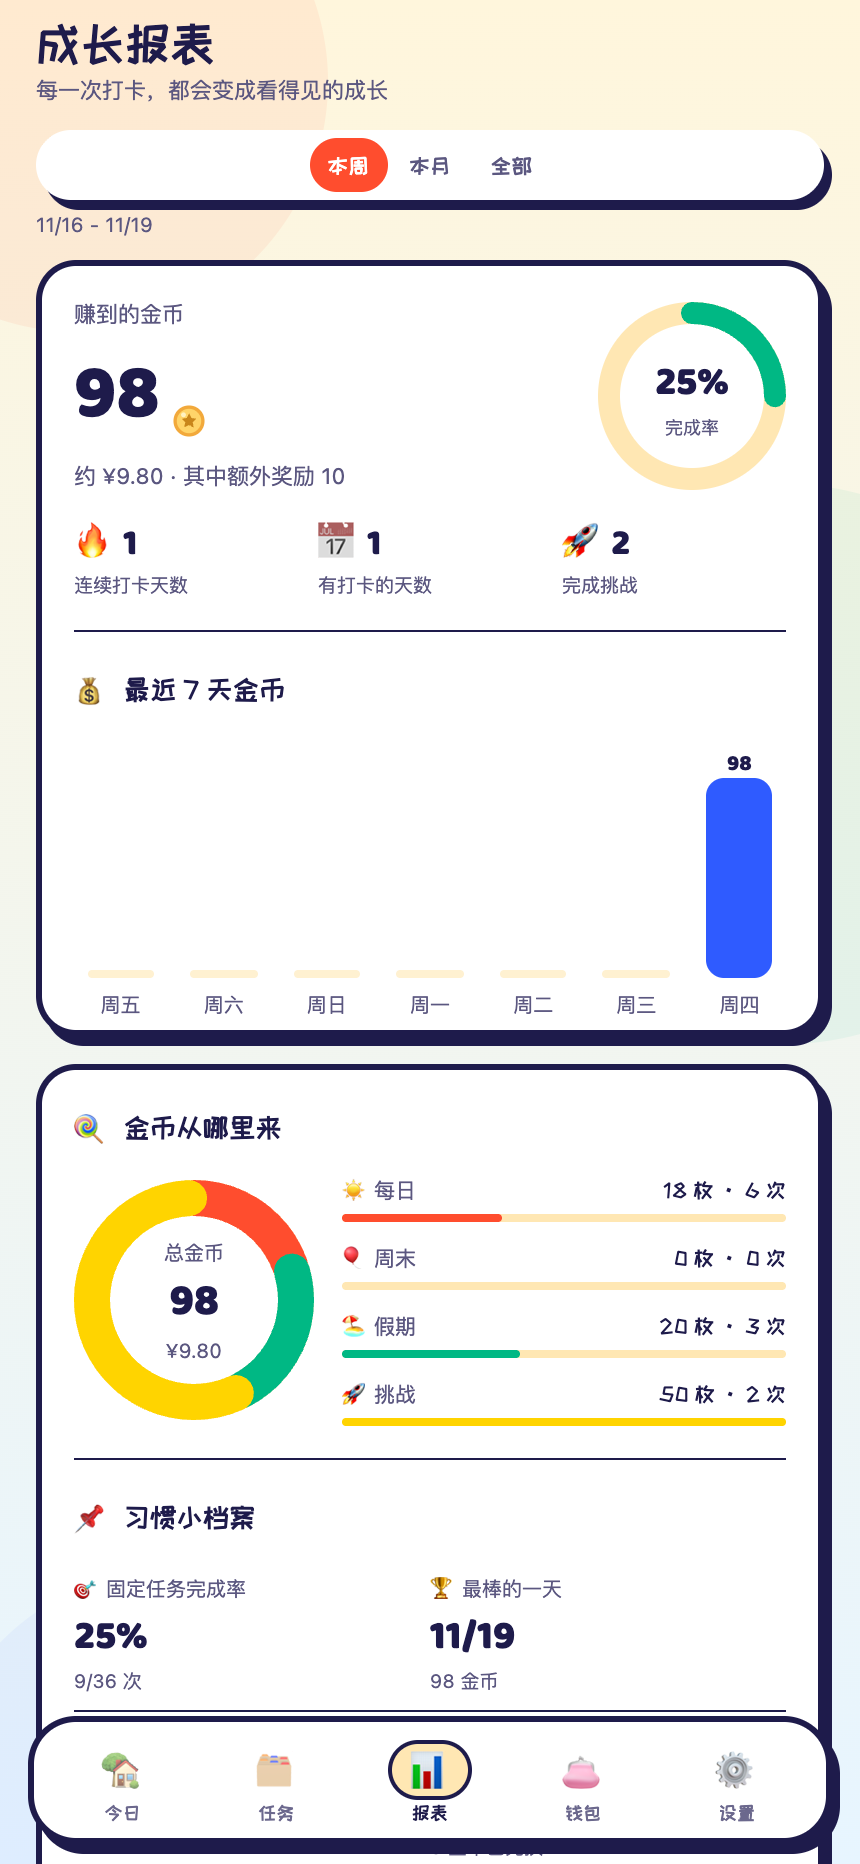 成长报表
每一次打卡，都会变成看得见的成长
本周 本月 全部
11/16 - 11/19
赚到的金币
98
25%
完成率
约 ¥9.80 · 其中额外奖励 10
1 1 2
连续打卡天数 有打卡的天数 完成挑战
最近 7 天金币
98
周五 周六 周日 周一 周二 周三 周四
金币从哪里来
总金币
98
¥9.80
每日 18 枚 · 6 次
周末 0 枚 · 0 次
假期 20 枚 · 3 次
挑战 50 枚 · 2 次
习惯小档案
固定任务完成率 最棒的一天
25% 11/19
9/36 次 98 金币
今日 任务 报表 钱包 设置